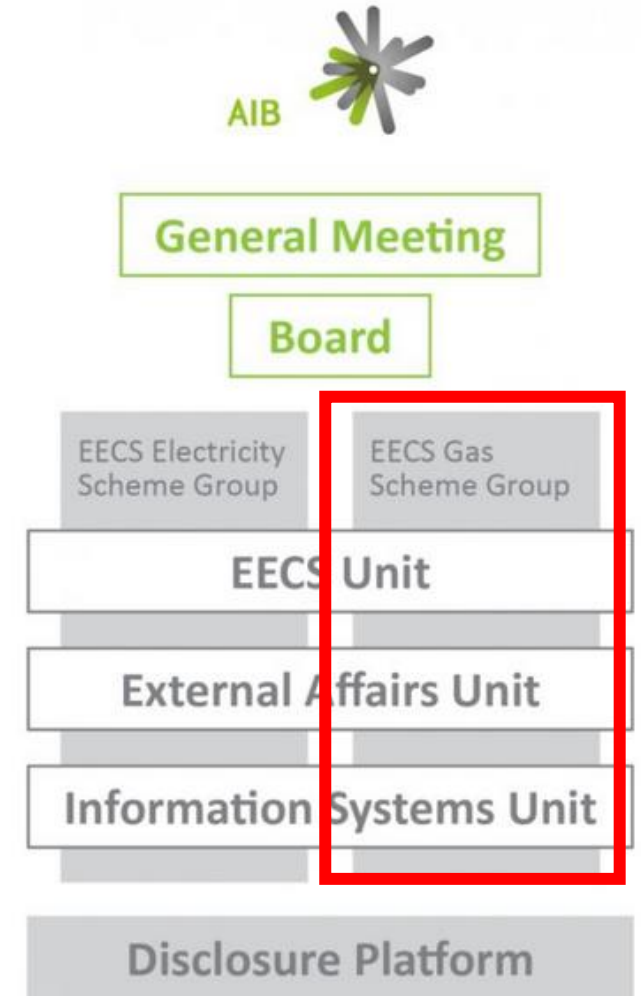 AIB
General Meeting
Board
EECS Electricity
Scheme Group
EECS Gas
Scheme Group
EECS Unit
External Affairs Unit
Information Systems Unit
Disclosure Platform